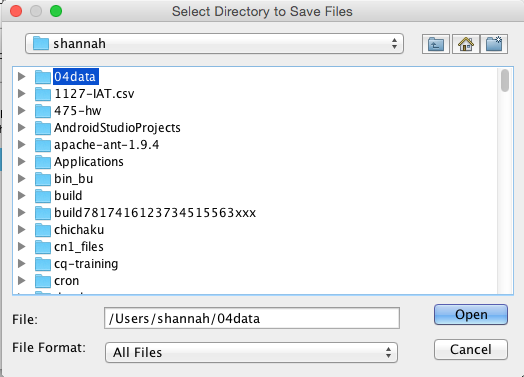 Select Directory to Save Files
shannah
04data
1127-IAT.csv
475-hw
AndroidStudioProjects
apache-ant-1.9.4
Applications
bin_bu
build
build7817416123734515563xxx
chichaku
cn1_files
cq-training
cron
File: /Users/shannah/04data Open
File Format: All Files Cancel